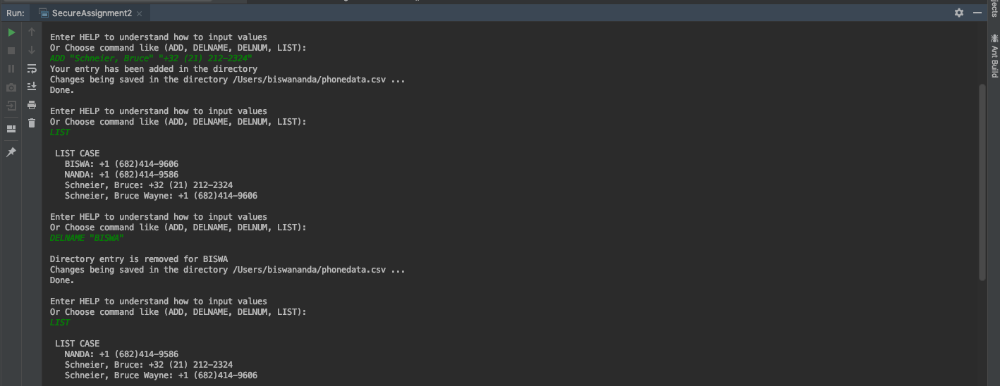 Run: SecureAssignment2
Enter HELP to understand how to input values
Or Choose command like (ADD, DELNAME, DELNUM, LIST):
ADD "Schneier, Bruce" "+32 (21) 212-2324"
Your entry has been added in the directory
Changes being saved in the directory /Users/biswananda/phonedata.csv ...
Done.
Enter HELP to understand how to input values
Or Choose command like (ADD, DELNAME, DELNUM, LIST):
LIST
LIST CASE
BISWA: +1 (682)414-9606
NANDA: +1 (682)414-9586
Schneier, Bruce: +32 (21) 212-2324
Schneier, Bruce Wayne: +1 (682)414-9606
Enter HELP to understand how to input values
Or Choose command like (ADD, DELNAME, DELNUM, LIST):
DELNAME "BISWA"
Directory entry is removed for BISWA
Changes being saved in the directory /Users/biswananda/phonedata.csv ...
Done.
Enter HELP to understand how to input values
Or Choose command like (ADD, DELNAME, DELNUM, LIST):
LIST
LIST CASE
NANDA: +1 (682)414-9586
Schneier, Bruce: +32 (21) 212-2324
Schneier, Bruce Wayne: +1 (682)414-9606
jects
Ant Build